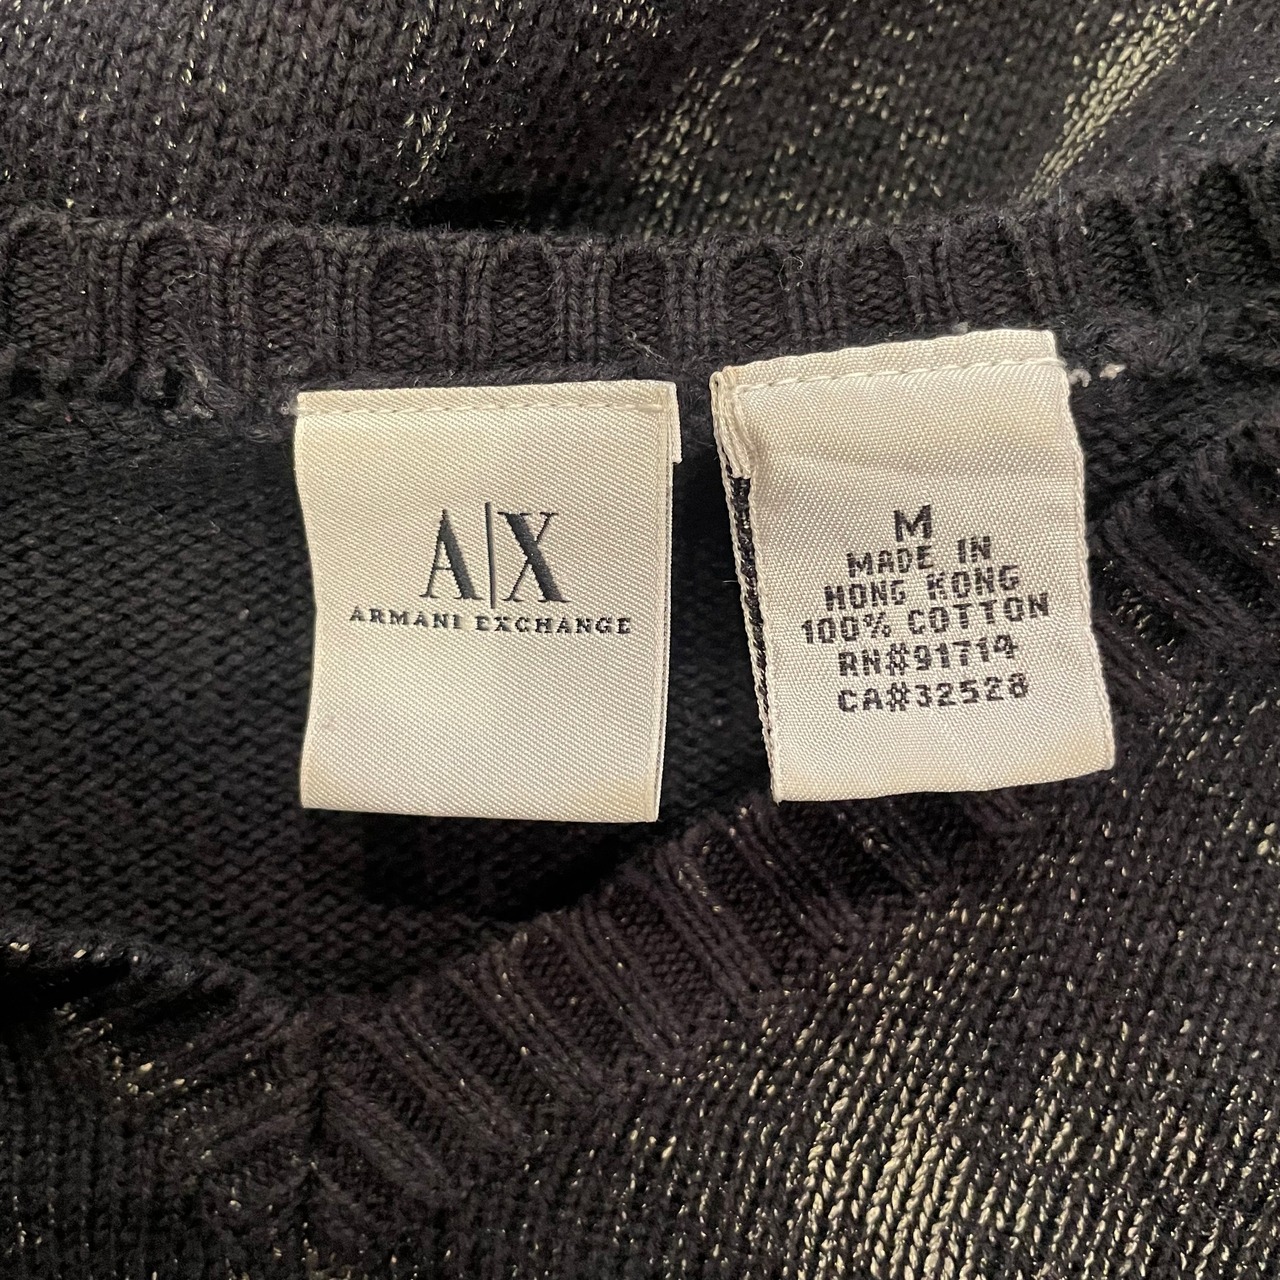 A|X
ARMANI EXCHANGE
M
MADE IN
HONG KONG
100% COTTON
RN#91714
CA#32528